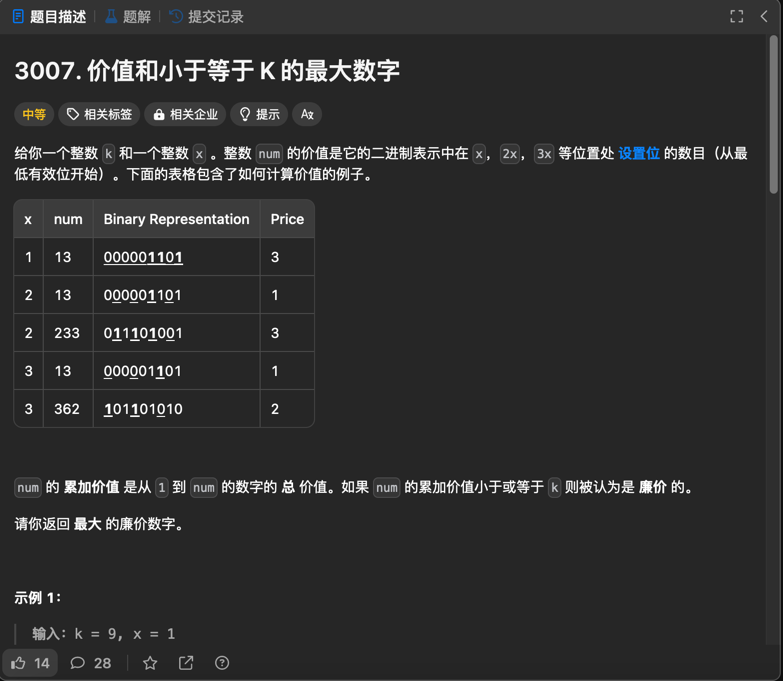 题目描述 | 题解 | 提交记录
3007. 价值和小于等于 K 的最大数字
中等 相关标签 相关企业 提示 Aあ
给你一个整数 k 和一个整数 x 。整数 num 的价值是它的二进制表示中在 x，2x，3x 等位置处 设置位 的数目（从最
低有效位开始）。下面的表格包含了如何计算价值的例子。
x num Binary Representation Price
1 13 000001101 3
2 13 000001101 1
2 233 011101001 3
3 13 000001101 1
3 362 101101010 2
num 的 累加价值 是从 1 到 num 的数字的 总 价值。如果 num 的累加价值小于或等于 k 则被认为是 廉价 的。
请你返回 最大 的廉价数字。
示例 1：
输入：k = 9, x = 1
14 28